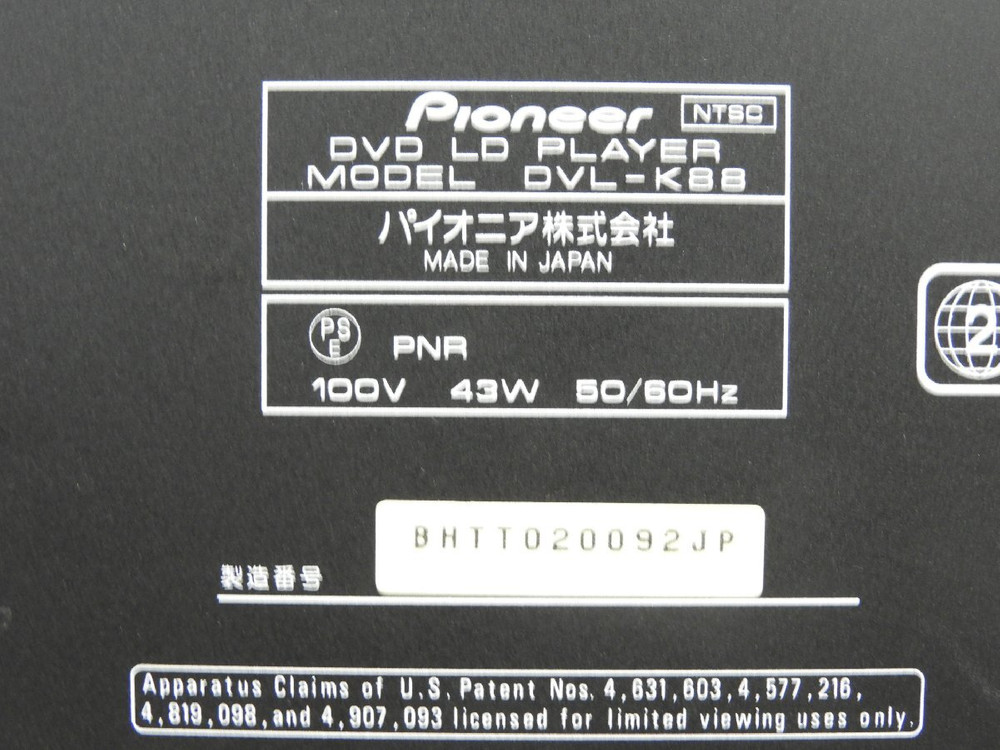 Pioneer NTSC
DVD LD PLAYER
MODEL DVL-K88
パイオニア株式会社
MADE IN JAPAN
PS
E PNR
100V 43W 50/60Hz
2
BHTT020092JP
製造番号
Apparatus Claims of U.S. Patent Nos. 4,631,603,4,577,216,
4,819,098,and 4,907,093 licensed for limited viewing uses only.